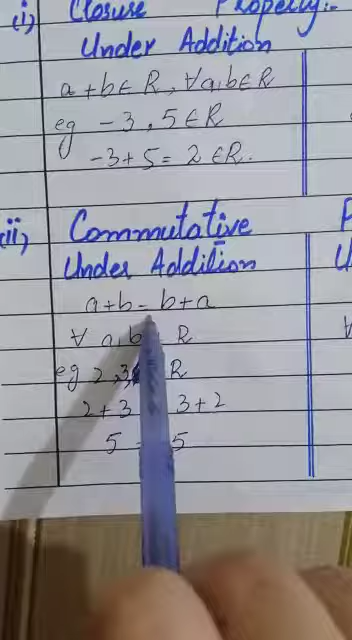 (i) Closure Property:-
Under Addition
a+b ∈ R, ∀ a,b ∈ R
eg -3, 5 ∈ R
-3+5 = 2 ∈ R.
(ii) Commutative
Under Addition
a+b = b+a
∀ a,b R
eg 2,3 R
2+3 3+2
5 = 5